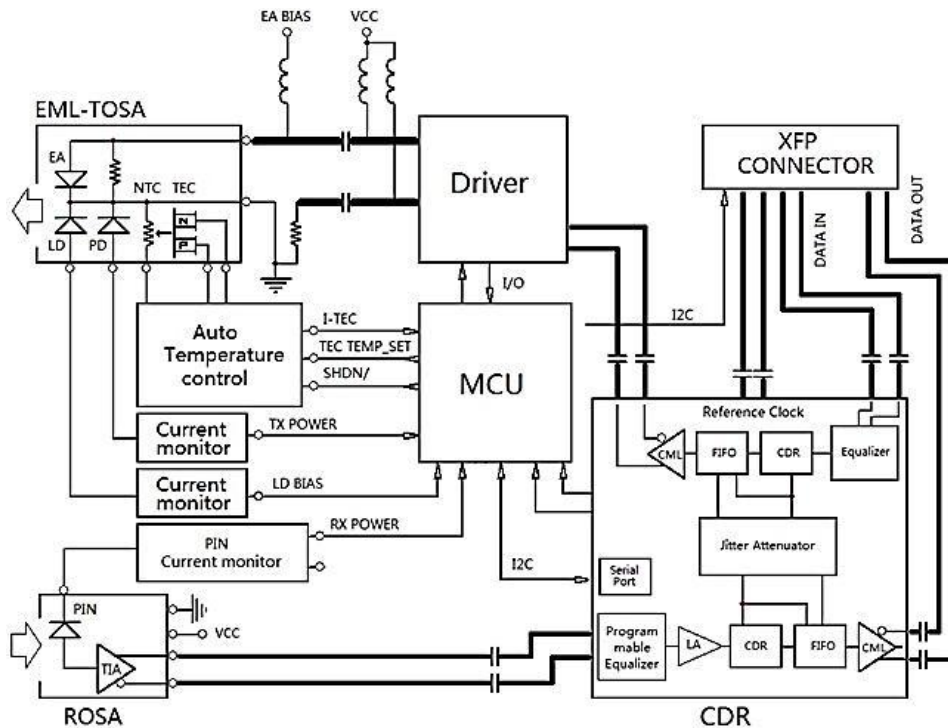 EA BIAS
VCC
EML-TOSA
EA
NTC
TEC
N
P
LD
PD
Driver
XFP
CONNECTOR
DATA IN
DATA OUT
I/O
I2C
Auto
Temperature
control
I-TEC
TEC TEMP_SET
SHDN/
MCU
Current
monitor
TX POWER
Current
monitor
LD BIAS
RX POWER
PIN
Current monitor
I2C
Reference Clock
CML
FIFO
CDR
Equalizer
Jitter Attenuator
Serial
Port
PIN
VCC
TIA
Program
mable
Equalizer
LA
CDR
FIFO
CML
ROSA
CDR